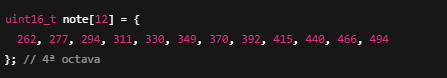 uint16_t note[12] = {
262, 277, 294, 311, 330, 349, 370, 392, 415, 440, 466, 494
}; // 4ª octava